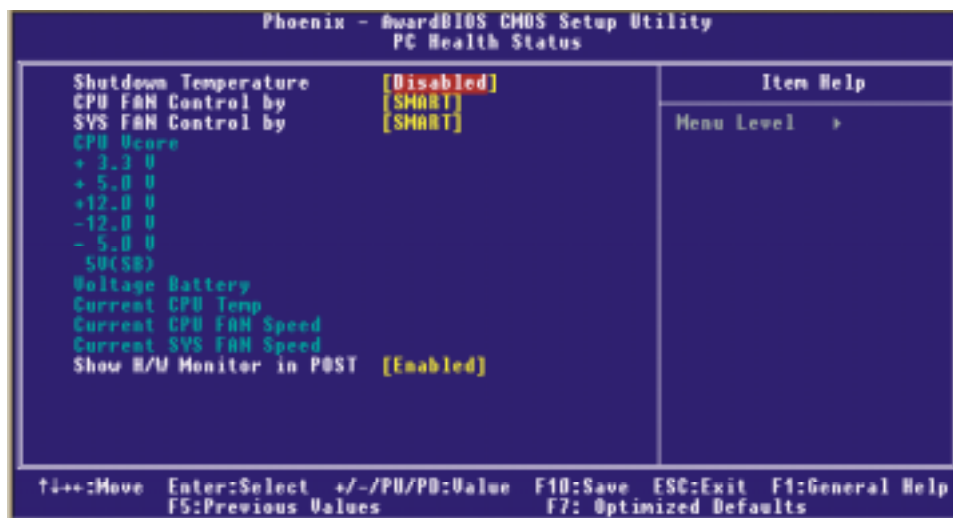 Phoenix - AwardBIOS CMOS Setup Utility
PC Health Status
Shutdown Temperature [Disabled]
CPU FAN Control by [SMART]
SYS FAN Control by [SMART]
CPU Vcore
+ 3.3 V
+ 5.0 V
+12.0 V
-12.0 V
- 5.0 V
5V(SB)
Voltage Battery
Current CPU Temp
Current CPU FAN Speed
Current SYS FAN Speed
Show H/W Monitor in POST [Enabled]
Item Help
Menu Level ▸
↑↓→←:Move Enter:Select +/-/PU/PD:Value F10:Save ESC:Exit F1:General Help
F5:Previous Values F7: Optimized Defaults